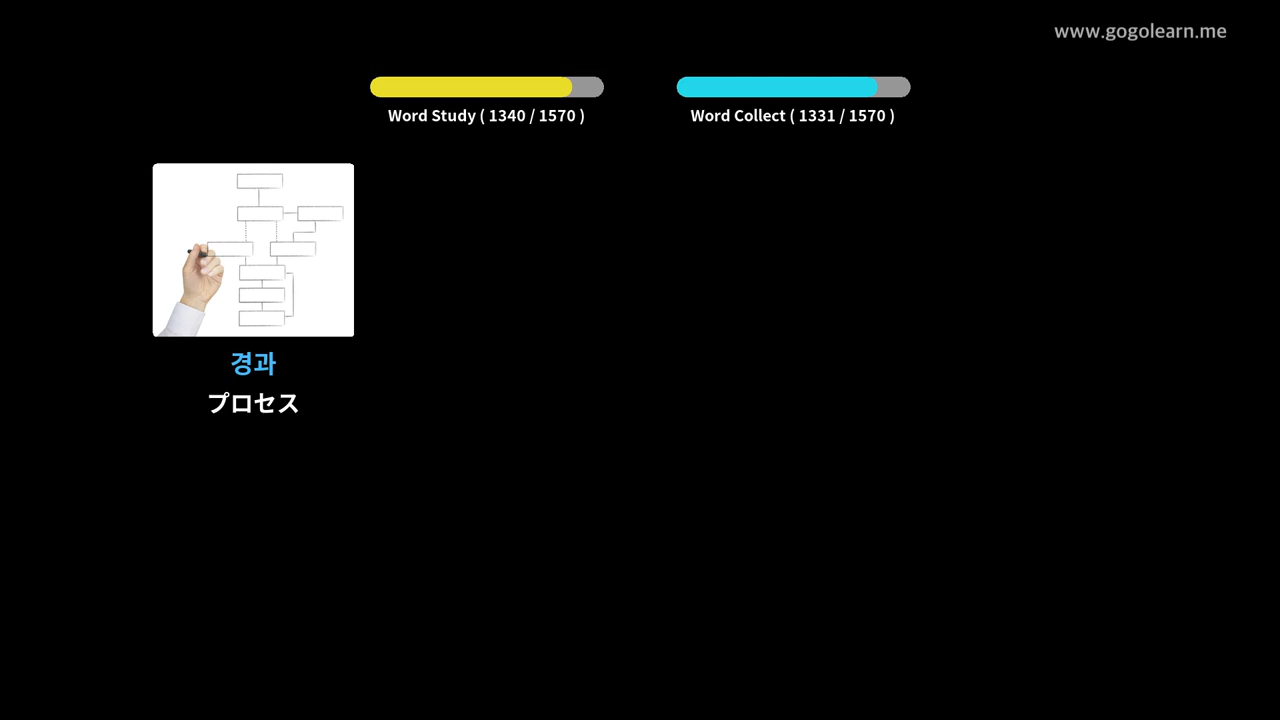 www.gogolearn.me
Word Study ( 1340 / 1570 )
Word Collect ( 1331 / 1570 )
경과
プロセス